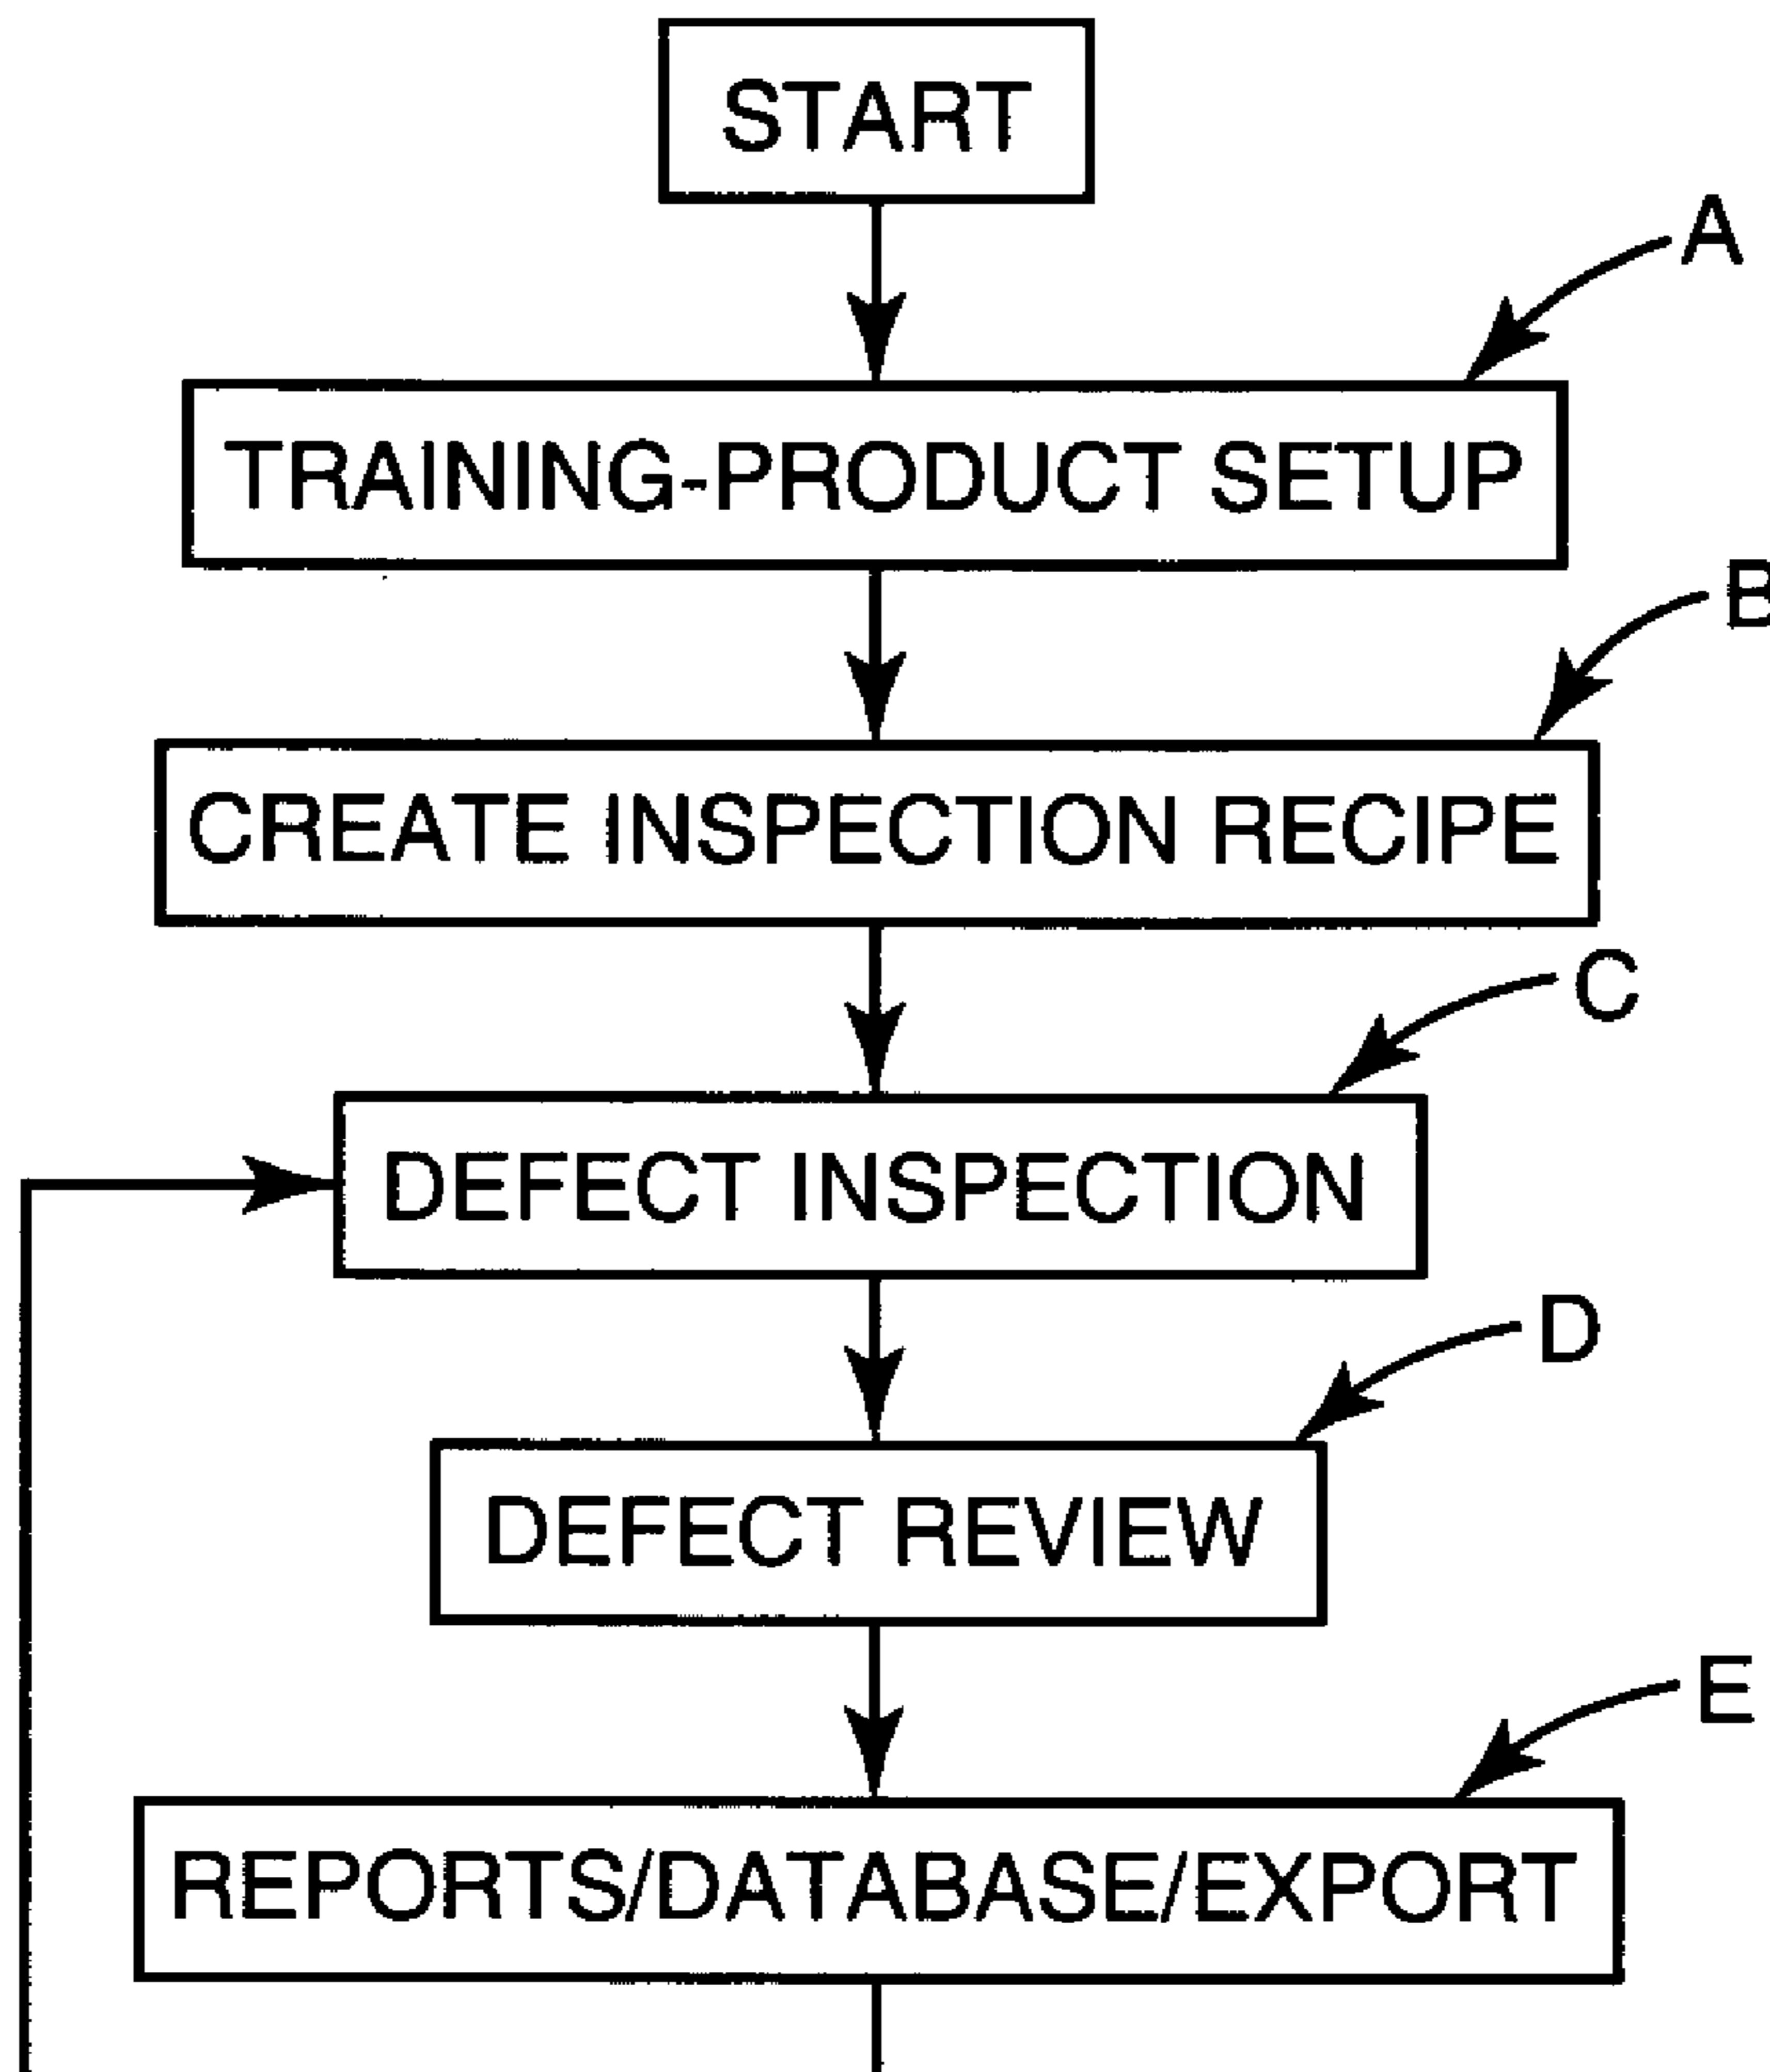 START
A
TRAINING-PRODUCT SETUP
B
CREATE INSPECTION RECIPE
C
DEFECT INSPECTION
D
DEFECT REVIEW
E
REPORTS/DATABASE/EXPORT